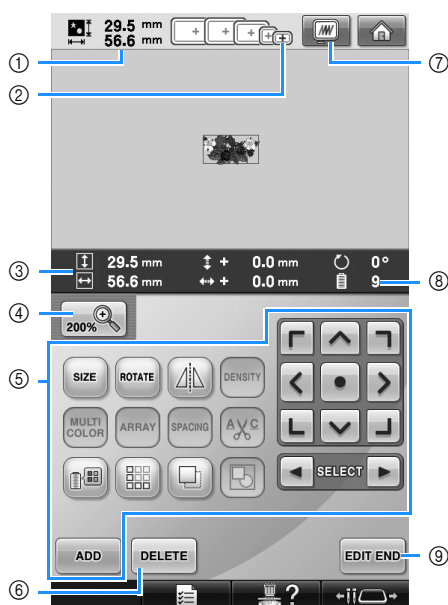 29.5 mm
56.6 mm
①
②
⑦
③
29.5 mm + 0.0 mm 0°
56.6 mm + 0.0 mm 9
⑧
④
200%
⑤
SIZE ROTATE DENSITY
MULTI COLOR ARRAY SPACING A C
SELECT
ADD DELETE EDIT END
⑨
⑥
?